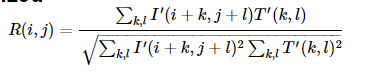 R(i, j) = \frac{\sum_{k,l} I'(i + k, j + l)T'(k, l)}{\sqrt{\sum_{k,l} I'(i + k, j + l)^2 \sum_{k,l} T'(k, l)^2}}